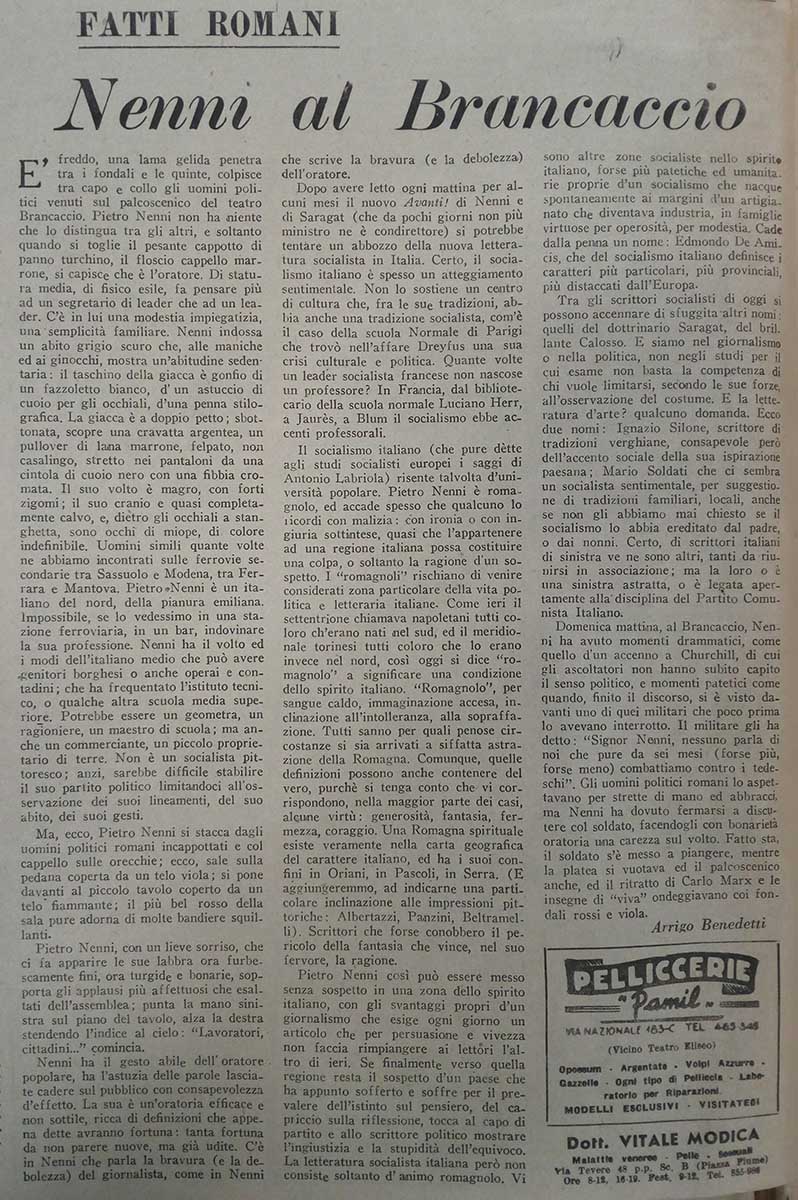 FATTI ROMANI
Nenni al Brancaccio
E' freddo, una lama gelida penetra
tra i fondali e le quinte, colpisce
tra capo e collo gli uomini poli-
tici venuti sul palcoscenico del teatro
Brancaccio. Pietro Nenni non ha niente
che lo distingua tra gli altri, e soltanto
quando si toglie il pesante cappotto di
panno turchino, il floscio cappello mar-
rone, si capisce che è l'oratore. Di statu-
ra media, di fisico esile, fa pensare più
ad un segretario di leader che ad un lea-
der. C'è in lui una modestia impiegatizia,
una semplicità familiare. Nenni indossa
un abito grigio scuro che, alle maniche
ed ai ginocchi, mostra un'abitudine seden-
taria: il taschino della giacca è gonfio di
un fazzoletto bianco, d'un astuccio di
cuoio per gli occhiali, d'una penna stilo-
grafica. La giacca è a doppio petto; sbot-
tonata, scopre una cravatta argentea, un
pullover di lana marrone, felpato, non
casalingo, stretto nei pantaloni da una
cintola di cuoio nero con una fibbia cro-
mata. Il suo volto è magro, con forti
zigomi; il suo cranio e quasi completa-
mente calvo, e, dietro gli occhiali a stan-
ghetta, sono occhi di miope, di colore
indefinibile. Uomini simili quante volte
ne abbiamo incontrati sulle ferrovie se-
condarie tra Sassuolo e Modena, tra Fer-
rara e Mantova. Pietro Nenni è un ita-
liano del nord, della pianura emiliana.
Impossibile, se lo vedessimo in una sta-
zione ferroviaria, in un bar, indovinare
la sua professione. Nenni ha il volto ed
i modi dell'italiano medio che può avere
genitori borghesi o anche operai e con-
tadini; che ha frequentato l'istituto tecni-
co, o qualche altra scuola media supe-
riore. Potrebbe essere un geometra, un
ragioniere, un maestro di scuola; ma an-
che un commerciante, un piccolo proprie-
tario di terre. Non è un socialista pit-
toresco; anzi, sarebbe difficile stabilire
il suo partito politico limitandoci all'os-
servazione dei suoi lineamenti, del suo
abito, dei suoi gesti.
Ma, ecco, Pietro Nenni si stacca dagli
uomini politici romani incappottati e col
cappello sulle orecchie; ecco, sale sulla
pedana coperta da un telo viola; si pone
davanti al piccolo tavolo coperto da un
telo fiammante; il più bel rosso della
sala pure adorna di molte bandiere squil-
lanti.
Pietro Nenni, con un lieve sorriso, che
ci fa apparire le sue labbra ora furbe-
scamente fini, ora turgide e bonarie, sop-
porta gli applausi più affettuosi che esal-
tati dell'assemblea; punta la mano sini-
stra sul piano del tavolo, alza la destra
stendendo l'indice al cielo: "Lavoratori,
cittadini..." comincia.
Nenni ha il gesto abile dell'oratore
popolare, ha l'astuzia delle parole lascia-
te cadere sul pubblico con consapevolezza
d'effetto. La sua è un'oratoria efficace e
non sottile, ricca di definizioni che appe-
na dette avranno fortuna: tanta fortuna
da non parere nuove, ma già udite. C'è
in Nenni che parla la bravura (e la de-
bolezza) del giornalista, come in Nenni
che scrive la bravura (e la debolezza)
dell'oratore.
Dopo avere letto ogni mattina per al-
cuni mesi il nuovo Avanti! di Nenni e
di Saragat (che da pochi giorni non più
ministro ne è condirettore) si potrebbe
tentare un abbozzo della nuova lettera-
tura socialista in Italia. Certo, il socia-
lismo italiano è spesso un atteggiamento
sentimentale. Non lo sostiene un centro
di cultura che, fra le sue tradizioni, ab-
bia anche una tradizione socialista, com'è
il caso della scuola Normale di Parigi
che trovò nell'affare Dreyfus una sua
crisi culturale e politica. Quante volte
un leader socialista francese non nascose
un professore? In Francia, dal bibliote-
cario della scuola normale Luciano Herr,
a Jaurès, a Blum il socialismo ebbe ac-
centi professorali.
Il socialismo italiano (che pure dètte
agli studi socialisti europei i saggi di
Antonio Labriola) risente talvolta d'uni-
versità popolare. Pietro Nenni è roma-
gnolo, ed accade spesso che qualcuno lo
ricordi con malizia: con ironia o con in-
giuria sottintese, quasi che l'appartenere
ad una regione italiana possa costituire
una colpa, o soltanto la ragione d'un so-
spetto. I "romagnoli" rischiano di venire
considerati zona particolare della vita po-
litica e letteraria italiane. Come ieri il
settentrione chiamava napoletani tutti co-
loro ch'erano nati nel sud, ed il meridio-
nale torinesi tutti coloro che lo erano
invece nel nord, così oggi si dice "ro-
magnolo" a significare una condizione
dello spirito italiano. "Romagnolo", per
sangue caldo, immaginazione accesa, in-
clinazione all'intolleranza, alla sopraffa-
zione. Tutti sanno per quali penose cir-
costanze si sia arrivati a siffatta astra-
zione della Romagna. Comunque, quelle
definizioni possono anche contenere del
vero, purchè si tenga conto che vi cor-
rispondono, nella maggior parte dei casi,
alcune virtù: generosità, fantasia, fer-
mezza, coraggio. Una Romagna spirituale
esiste veramente nella carta geografica
del carattere italiano, ed ha i suoi con-
fini in Oriani, in Pascoli, in Serra. (E
aggiungeremmo, ad indicarne una parti-
colare inclinazione alle impressioni pit-
toriche: Albertazzi, Panzini, Beltramel-
li). Scrittori che forse conobbero il pe-
ricolo della fantasia che vince, nel suo
fervore, la ragione.
Pietro Nenni così può essere messo
senza sospetto in una zona dello spirito
italiano, con gli svantaggi propri d'un
giornalismo che esige ogni giorno un
articolo che per persuasione e vivezza
non faccia rimpiangere ai lettori l'al-
tro di ieri. Se finalmente verso quella
regione resta il sospetto d'un paese che
ha appunto sofferto e soffre per il pre-
valere dell'istinto sul pensiero, del ca-
priccio sulla riflessione, tocca al capo di
partito e allo scrittore politico mostrare
l'ingiustizia e la stupidità dell'equivoco.
La letteratura socialista italiana però non
consiste soltanto d'animo romagnolo. Vi
sono altre zone socialiste nello spirito
italiano, forse più patetiche ed umanita-
rie proprie d'un socialismo che nacque
spontaneamente ai margini d'un artigia-
nato che diventava industria, in famiglie
virtuose per operosità, per modestia. Cade
dalla penna un nome: Edmondo De Ami-
cis, che del socialismo italiano definisce i
caratteri più particolari, più provinciali,
più distaccati dall'Europa.
Tra gli scrittori socialisti di oggi si
possono accennare di sfuggita altri nomi:
quelli del dottrinario Saragat, del bril-
lante Calosso. E siamo nel giornalismo
o nella politica, non negli studi per il
cui esame non basta la competenza di
chi vuole limitarsi, secondo le sue forze,
all'osservazione del costume. E la lette-
ratura d'arte? qualcuno domanda. Ecco
due nomi: Ignazio Silone, scrittore di
tradizioni verghiane, consapevole però
dell'accento sociale della sua ispirazione
paesana; Mario Soldati che ci sembra
un socialista sentimentale, per suggestio-
ne di tradizioni familiari, locali, anche
se non gli abbiamo mai chiesto se il
socialismo lo abbia ereditato dal padre,
o dai nonni. Certo, di scrittori italiani
di sinistra ve ne sono altri, tanti da riu-
nirsi in associazione; ma la loro o è
una sinistra astratta, o è legata aper-
tamente alla disciplina del Partito Comu-
nista Italiano.
Domenica mattina, al Brancaccio, Nen-
ni ha avuto momenti drammatici, come
quello d'un accenno a Churchill, di cui
gli ascoltatori non hanno subito capito
il senso politico, e momenti patetici come
quando, finito il discorso, si è visto da-
vanti uno di quei militari che poco prima
lo avevano interrotto. Il militare gli ha
detto: "Signor Nenni, nessuno parla di
noi che pure da sei mesi (forse più,
forse meno) combattiamo contro i tede-
schi". Gli uomini politici romani lo aspet-
tavano per strette di mano ed abbracci,
ma Nenni ha dovuto fermarsi a discu-
tere col soldato, facendogli con bonarietà
oratoria una carezza sul volto. Fatto sta,
il soldato s'è messo a piangere, mentre
la platea si vuotava ed il palcoscenico
anche, ed il ritratto di Carlo Marx e le
insegne di "viva" ondeggiavano coi fon-
dali rossi e viola.
Arrigo Benedetti
PELLICCERIE
"Pamil"
VIA NAZIONALE 183-C TEL 485-346
(Vicino Teatro Eliseo)
Opossum - Argentate - Volpi Azzurre -
Gazzelle - Ogni tipo di Pelliccia - Labo-
ratorio per Riparazioni.
MODELLI ESCLUSIVI - VISITATECI
Dott. VITALE MODICA
Malattie veneree - Pelle - Sessuali
Via Tevere 48 p.p. Sc. B (Piazza Fiume)
Ore 8-12, 16-19. Fest. 9-12. Tel. 855-986